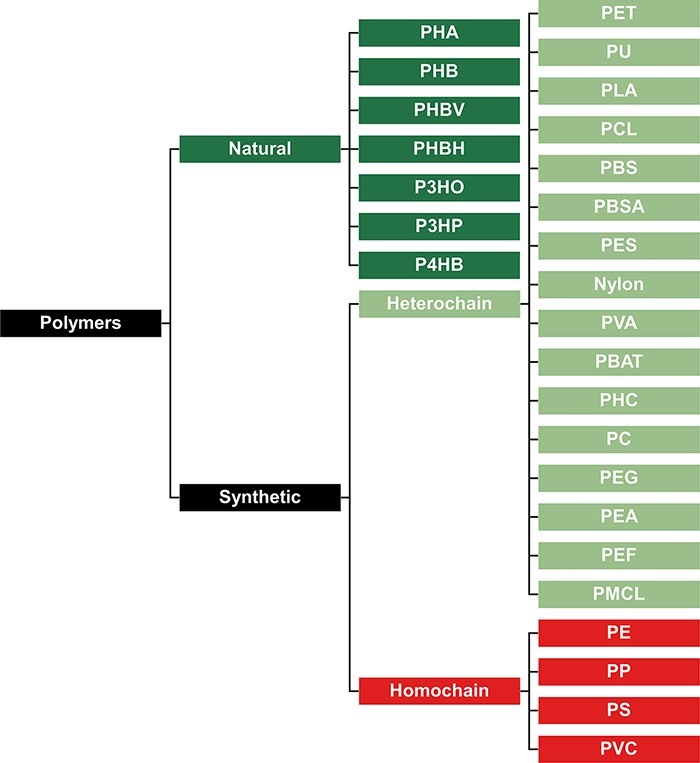 Polymers
Natural
PHA
PHB
PHBV
PHBH
P3HO
P3HP
P4HB
Synthetic
Heterochain
PET
PU
PLA
PCL
PBS
PBSA
PES
Nylon
PVA
PBAT
PHC
PC
PEG
PEA
PEF
PMCL
Homochain
PE
PP
PS
PVC